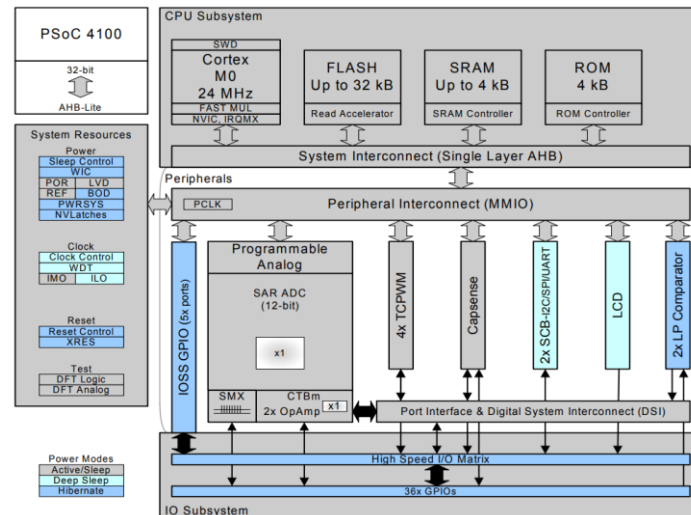 PSoC 4100
32-bit
AHB-Lite
CPU Subsystem
SWD
Cortex
M0
24 MHz
FAST MUL
NVIC, IRQMX
FLASH
Up to 32 kB
Read Accelerator
SRAM
Up to 4 kB
SRAM Controller
ROM
4 kB
ROM Controller
System Interconnect (Single Layer AHB)
System Resources
Power
Sleep Control
WIC
POR LVD
REF BOD
PWRSYS
NVLatches
Clock
Clock Control
WDT
IMO ILO
Reset
Reset Control
XRES
Test
DFT Logic
DFT Analog
Peripherals
PCLK
Peripheral Interconnect (MMIO)
IOSS GPIO (5x ports)
Programmable
Analog
SAR ADC
(12-bit)
x1
SMX
CTBm
2x OpAmp
x1
4x TCPWM
Capsense
2x SCB-I2C/SPI/UART
LCD
2x LP Comparator
Port Interface & Digital System Interconnect (DSI)
Power Modes
Active/Sleep
Deep Sleep
Hibernate
High Speed I/O Matrix
36x GPIOs
IO Subsystem